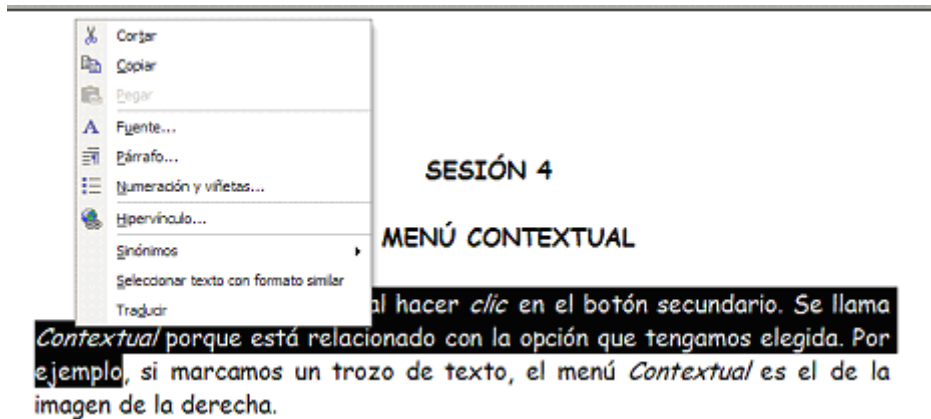 Cortar
Copiar
Pegar
Fuente...
Párrafo...
Numeración y viñetas...
Hipervínculo...
Sinónimos
Seleccionar texto con formato similar
Traducir
SESIÓN 4
MENÚ CONTEXTUAL
al hacer clic en el botón secundario. Se llama
Contextual porque está relacionado con la opción que tengamos elegida. Por
ejemplo, si marcamos un trozo de texto, el menú Contextual es el de la
imagen de la derecha.